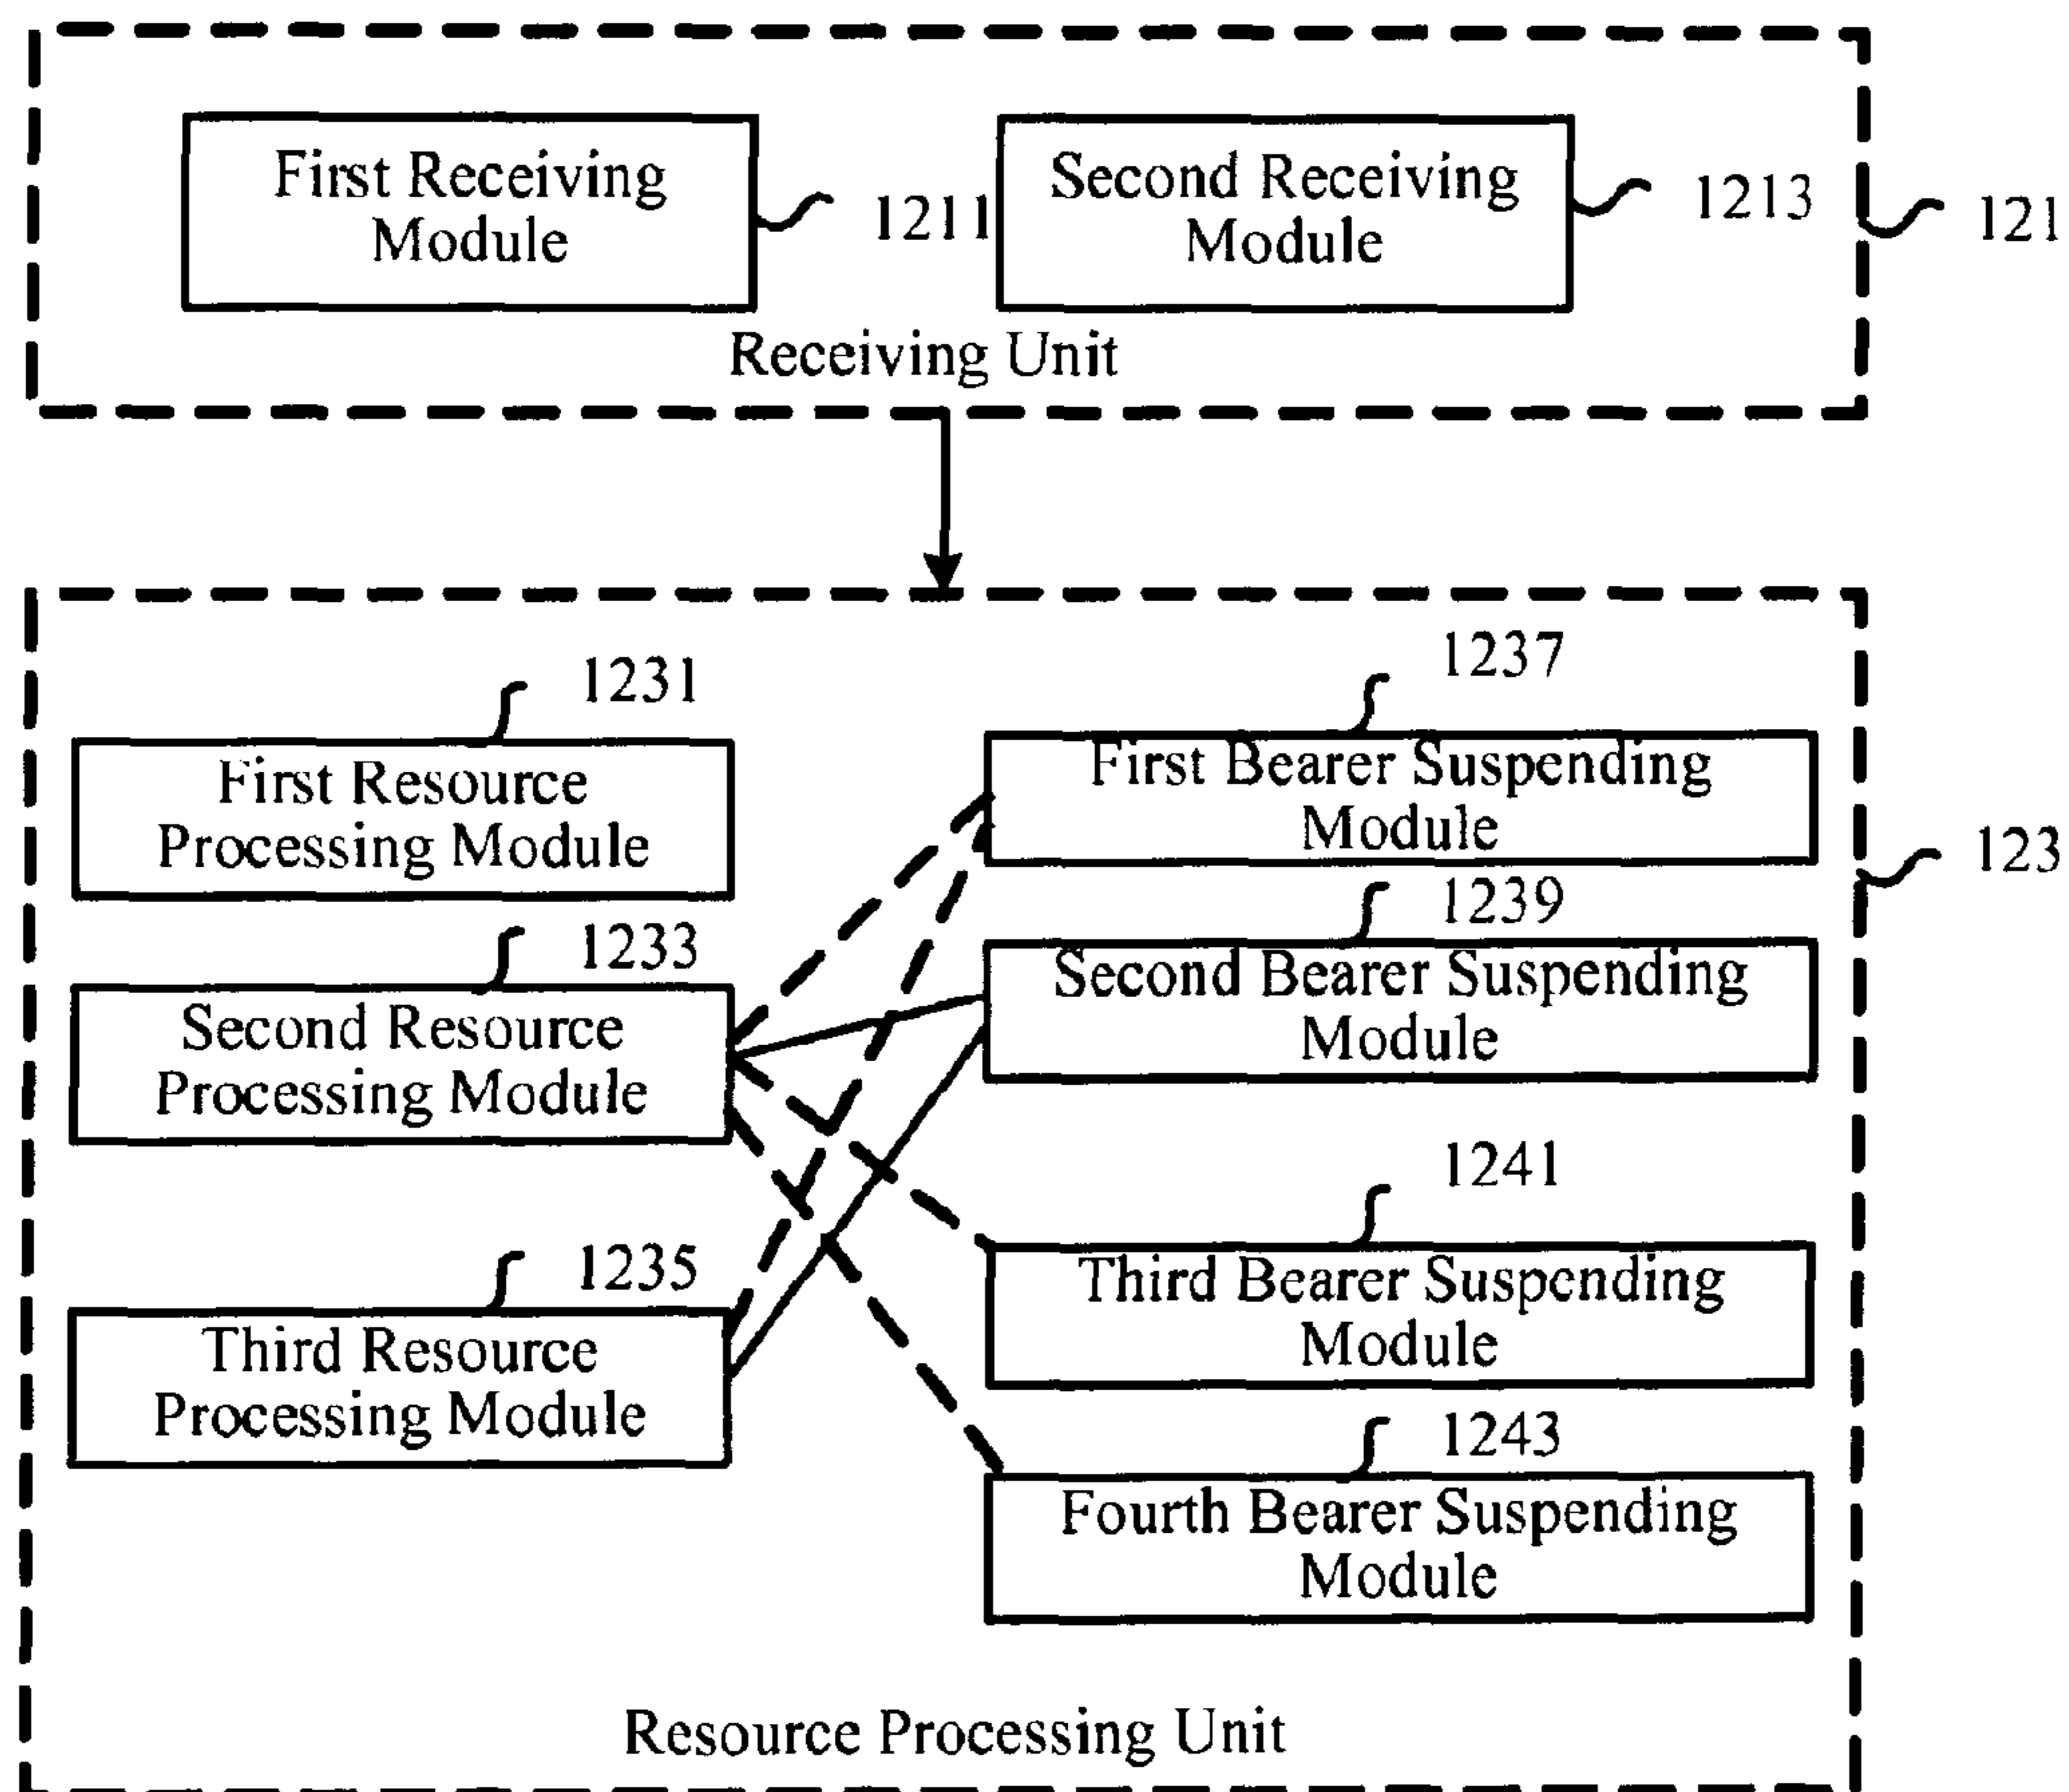 First Receiving
Module
1211
Second Receiving
Module
1213
121
Receiving Unit
1231
First Resource
Processing Module
1237
First Bearer Suspending
Module
123
1233
Second Resource
Processing Module
1239
Second Bearer Suspending
Module
1241
Third Bearer Suspending
Module
1235
Third Resource
Processing Module
1243
Fourth Bearer Suspending
Module
Resource Processing Unit